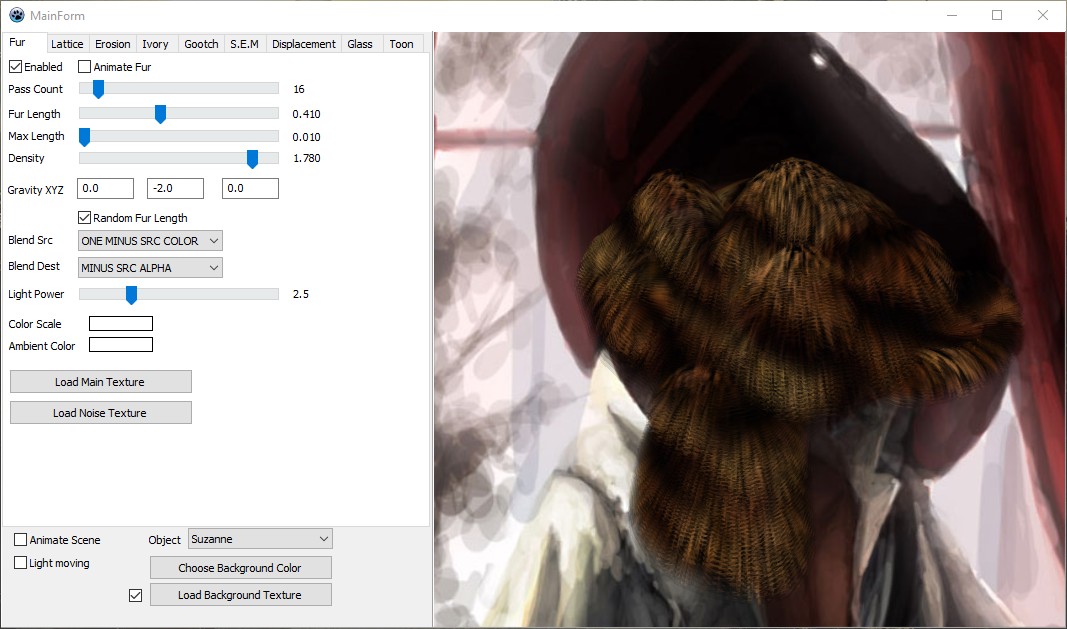 MainForm
Fur Lattice Erosion Ivory Gootch S.E.M Displacement Glass Toon
Enabled Animate Fur
Pass Count 16
Fur Length 0.410
Max Length 0.010
Density 1.780
Gravity XYZ 0.0 -2.0 0.0
Random Fur Length
Blend Src ONE MINUS SRC COLOR
Blend Dest MINUS SRC ALPHA
Light Power 2.5
Color Scale
Ambient Color
Load Main Texture
Load Noise Texture
Animate Scene Object Suzanne
Light moving Choose Background Color
Load Background Texture